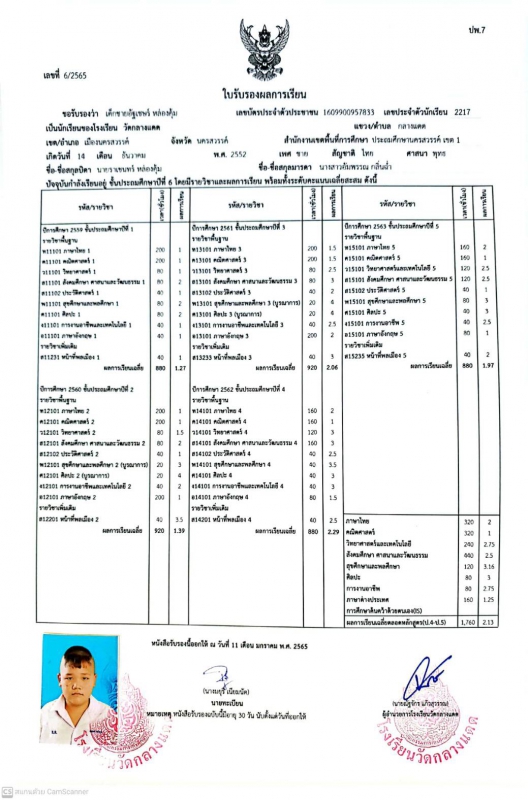 ปพ.7
เลขที่ 6/2565
ใบรับรองผลการเรียน
ขอรับรองว่า เด็กชายอัฐเชษฐ์ หล่องคุ้ม เลขบัตรประจำตัวประชาชน 1609900957833 เลขประจำตัวนักเรียน 2217
เป็นนักเรียนของโรงเรียน วัดกลางแดด แขวง/ตำบล กลางแดด
เขต/อำเภอ เมืองนครสวรรค์ จังหวัด นครสวรรค์ สำนักงานเขตพื้นที่การศึกษา ประถมศึกษานครสวรรค์ เขต 1
เกิดวันที่ 14 เดือน ธันวาคม พ.ศ. 2552 เพศ ชาย สัญชาติ ไทย ศาสนา พุทธ
ชื่อ-ชื่อสกุลบิดา หล่องคุ้ม ชื่อ-ชื่อสกุลมารดา
ปัจจุบันกำลังเรียนอยู่ ชั้นประถมศึกษาปีที่ 6 โดยมีรายวิชาและผลการเรียน พร้อมทั้งระดับคะแนนเฉลี่ยสะสม ดังนี้
รหัส/รายวิชา เวลา(ชั่วโมง) ผลการเรียน รหัส/รายวิชา เวลา(ชั่วโมง) ผลการเรียน รหัส/รายวิชา เวลา(ชั่วโมง) ผลการเรียน
ปีการศึกษา 2559 ชั้นประถมศึกษาปีที่ 1
รายวิชาพื้นฐาน
ท11101 ภาษาไทย 1 200 1
ค11101 คณิตศาสตร์ 1 200 1
ว11101 วิทยาศาสตร์ 1 80 1
ส11101 สังคมศึกษา ศาสนาและวัฒนธรรม 1 80 2
ส11102 ประวัติศาสตร์ 1 40 1
พ11101 สุขศึกษาและพลศึกษา 1 80 2
ศ11101 ศิลปะ 1 80 1
ง11101 การงานอาชีพและเทคโนโลยี 1 40 1
อ11101 ภาษาอังกฤษ 1 40 1
รายวิชาเพิ่มเติม
ส11231 หน้าที่พลเมือง 1 40 1
ผลการเรียนเฉลี่ย 880 1.27
ปีการศึกษา 2560 ชั้นประถมศึกษาปีที่ 2
รายวิชาพื้นฐาน
ท12101 ภาษาไทย 2 200 1
ค12101 คณิตศาสตร์ 2 200 1
ว12101 วิทยาศาสตร์ 2 80 1.5
ส12101 สังคมศึกษา ศาสนาและวัฒนธรรม 2 80 2
ส12102 ประวัติศาสตร์ 2 40 1
พ12101 สุขศึกษาและพลศึกษา 2 (บูรณาการ) 20 3
ศ12101 ศิลปะ 2 (บูรณาการ) 20 4
ง12101 การงานอาชีพและเทคโนโลยี 2 40 2
อ12101 ภาษาอังกฤษ 2 200 1
รายวิชาเพิ่มเติม
ส12201 หน้าที่พลเมือง 2 40 3.5
ผลการเรียนเฉลี่ย 920 1.39
ปีการศึกษา 2561 ชั้นประถมศึกษาปีที่ 3
รายวิชาพื้นฐาน
ท13101 ภาษาไทย 3 200 1.5
ค13101 คณิตศาสตร์ 3 200 1.5
ว13101 วิทยาศาสตร์ 3 80 2.5
ส13101 สังคมศึกษา ศาสนาและวัฒนธรรม 3 80 3
ส13102 ประวัติศาสตร์ 3 40 2
พ13101 สุขศึกษาและพลศึกษา 3 (บูรณาการ) 20 4
ศ13101 ศิลปะ 3 (บูรณาการ) 20 4
ง13101 การงานอาชีพและเทคโนโลยี 3 40 2.5
อ13101 ภาษาอังกฤษ 3 200 2
รายวิชาเพิ่มเติม
ส13233 หน้าที่พลเมือง 3 40 3
ผลการเรียนเฉลี่ย 920 2.06
ปีการศึกษา 2562 ชั้นประถมศึกษาปีที่ 4
รายวิชาพื้นฐาน
ท14101 ภาษาไทย 4 160 2
ค14101 คณิตศาสตร์ 4 160 1
ว14101 วิทยาศาสตร์ 4 120 3
ส14101 สังคมศึกษา ศาสนาและวัฒนธรรม 4 160 3
ส14102 ประวัติศาสตร์ 4 40 2.5
พ14101 สุขศึกษาและพลศึกษา 4 40 3.5
ศ14101 ศิลปะ 4 40 3
ง14101 การงานอาชีพและเทคโนโลยี 4 40 3
อ14101 ภาษาอังกฤษ 4 80 1.5
รายวิชาเพิ่มเติม
ส14201 หน้าที่พลเมือง 4 40 2.5
ผลการเรียนเฉลี่ย 880 2.29
ปีการศึกษา 2563 ชั้นประถมศึกษาปีที่ 5
รายวิชาพื้นฐาน
ท15101 ภาษาไทย 5 160 2
ค15101 คณิตศาสตร์ 5 160 1
ว15101 วิทยาศาสตร์และเทคโนโลยี 5 120 2.5
ส15101 สังคมศึกษา ศาสนาและวัฒนธรรม 5 120 2.5
ส15102 ประวัติศาสตร์ 5 40 1
พ15101 สุขศึกษาและพลศึกษา 5 80 3
ศ15101 ศิลปะ 5 40 3
ง15101 การงานอาชีพ 5 40 2.5
อ15101 ภาษาอังกฤษ 5 80 1
รายวิชาเพิ่มเติม
ส15235 หน้าที่พลเมือง 5 40 2
ผลการเรียนเฉลี่ย 880 1.97
ภาษาไทย 320 2
คณิตศาสตร์ 320 1
วิทยาศาสตร์และเทคโนโลยี 240 2.75
สังคมศึกษา ศาสนาและวัฒนธรรม 440 2.5
สุขศึกษาและพลศึกษา 120 3.16
ศิลปะ 80 3
การงานอาชีพ 80 2.75
ภาษาต่างประเทศ 160 1.25
การศึกษาค้นคว้าด้วยตนเอง(IS)
ผลการเรียนเฉลี่ยตลอดหลักสูตร(ป.4-ป.5) 1,760 2.13
หนังสือรับรองนี้ออกให้ ณ วันที่ 11 เดือน มกราคม พ.ศ. 2565
นายทะเบียน
ผู้อำนวยการโรงเรียนวัดกลางแดด
หมายเหตุ หนังสือรับรองฉบับนี้มีอายุ 30 วัน นับตั้งแต่วันที่ออกให้
โรงเรียนวัดกลางแดด
โรงเรียนวัดกลางแดด
CS สแกนด้วย CamScanner